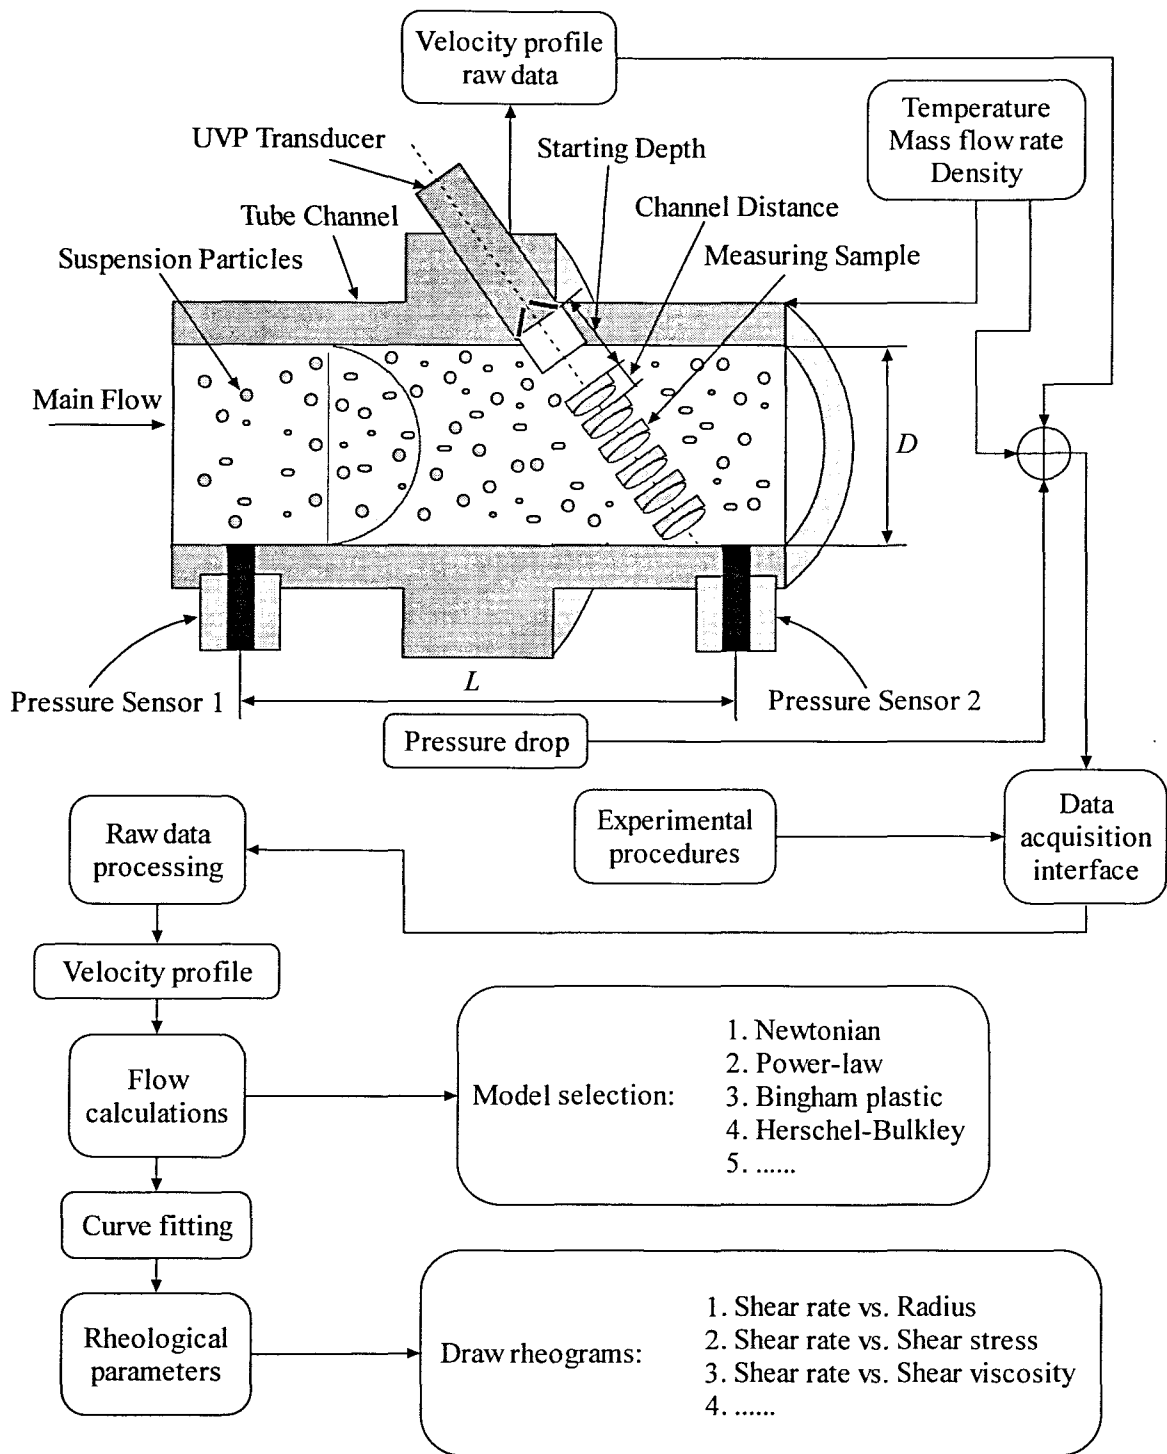 Velocity profile
raw data
Temperature
Mass flow rate
Density
UVP Transducer
Starting Depth
Tube Channel
Channel Distance
Suspension Particles
Measuring Sample
Main Flow
D
L
Pressure Sensor 1
Pressure Sensor 2
Pressure drop
Raw data
processing
Experimental
procedures
Data
acquisition
interface
Velocity profile
Flow
calculations
Model selection:
1. Newtonian
2. Power-law
3. Bingham plastic
4. Herschel-Bulkley
5. ......
Curve fitting
Rheological
parameters
Draw rheograms:
1. Shear rate vs. Radius
2. Shear rate vs. Shear stress
3. Shear rate vs. Shear viscosity
4. ......